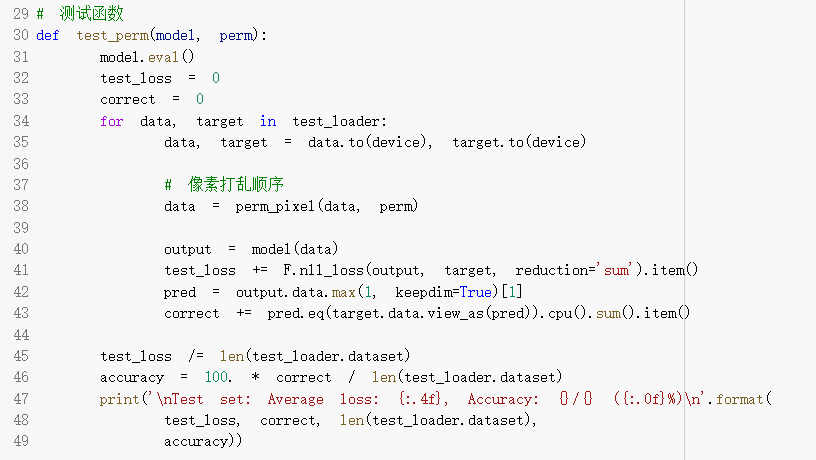 29 # 测试函数
30 def test_perm(model, perm):
31     model.eval()
32     test_loss = 0
33     correct = 0
34     for data, target in test_loader:
35         data, target = data.to(device), target.to(device)
36
37         # 像素打乱顺序
38         data = perm_pixel(data, perm)
39
40         output = model(data)
41         test_loss += F.nll_loss(output, target, reduction='sum').item()
42         pred = output.data.max(1, keepdim=True)[1]
43         correct += pred.eq(target.data.view_as(pred)).cpu().sum().item()
44
45     test_loss /= len(test_loader.dataset)
46     accuracy = 100. * correct / len(test_loader.dataset)
47     print('\nTest set: Average loss: {:.4f}, Accuracy: {}/{} ({:.0f}%)\n'.format(
48         test_loss, correct, len(test_loader.dataset),
49         accuracy))